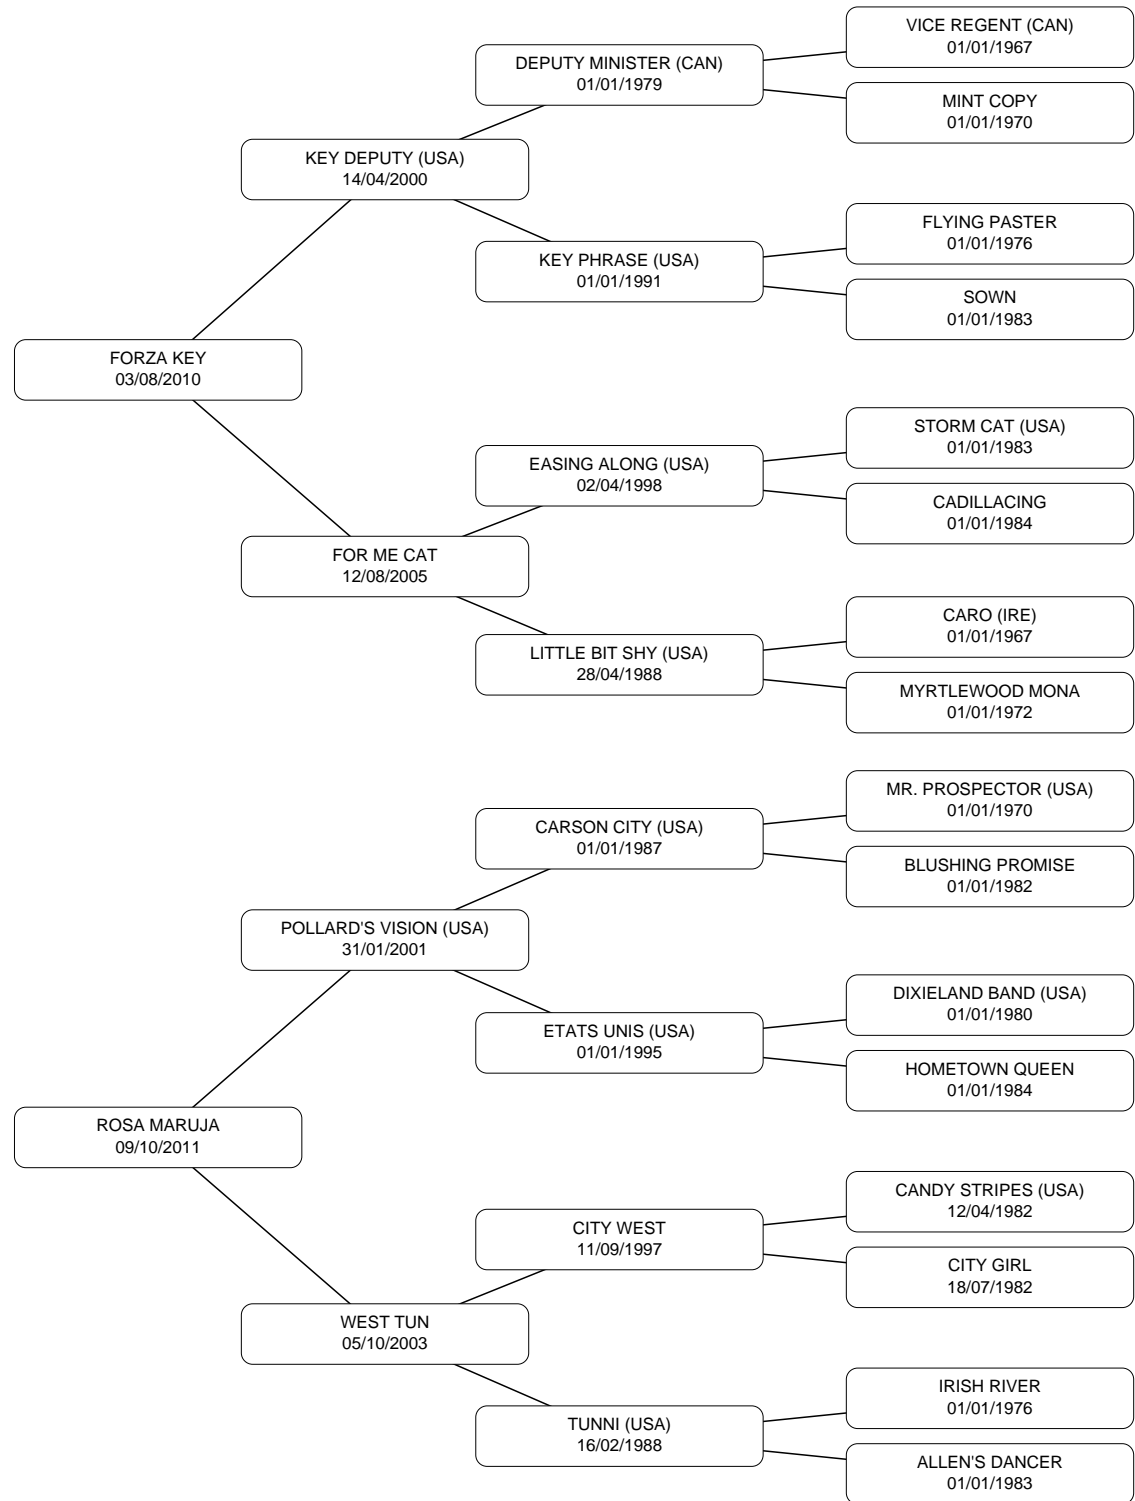 VICE REGENT (CAN)
01/01/1967
DEPUTY MINISTER (CAN)
01/01/1979
MINT COPY
01/01/1970
KEY DEPUTY (USA)
14/04/2000
FLYING PASTER
01/01/1976
KEY PHRASE (USA)
01/01/1991
SOWN
01/01/1983
FORZA KEY
03/08/2010
STORM CAT (USA)
01/01/1983
EASING ALONG (USA)
02/04/1998
CADILLACING
01/01/1984
FOR ME CAT
12/08/2005
CARO (IRE)
01/01/1967
LITTLE BIT SHY (USA)
28/04/1988
MYRTLEWOOD MONA
01/01/1972
MR. PROSPECTOR (USA)
01/01/1970
CARSON CITY (USA)
01/01/1987
BLUSHING PROMISE
01/01/1982
POLLARD'S VISION (USA)
31/01/2001
DIXIELAND BAND (USA)
01/01/1980
ETATS UNIS (USA)
01/01/1995
HOMETOWN QUEEN
01/01/1984
ROSA MARUJA
09/10/2011
CANDY STRIPES (USA)
12/04/1982
CITY WEST
11/09/1997
CITY GIRL
18/07/1982
WEST TUN
05/10/2003
IRISH RIVER
01/01/1976
TUNNI (USA)
16/02/1988
ALLEN'S DANCER
01/01/1983